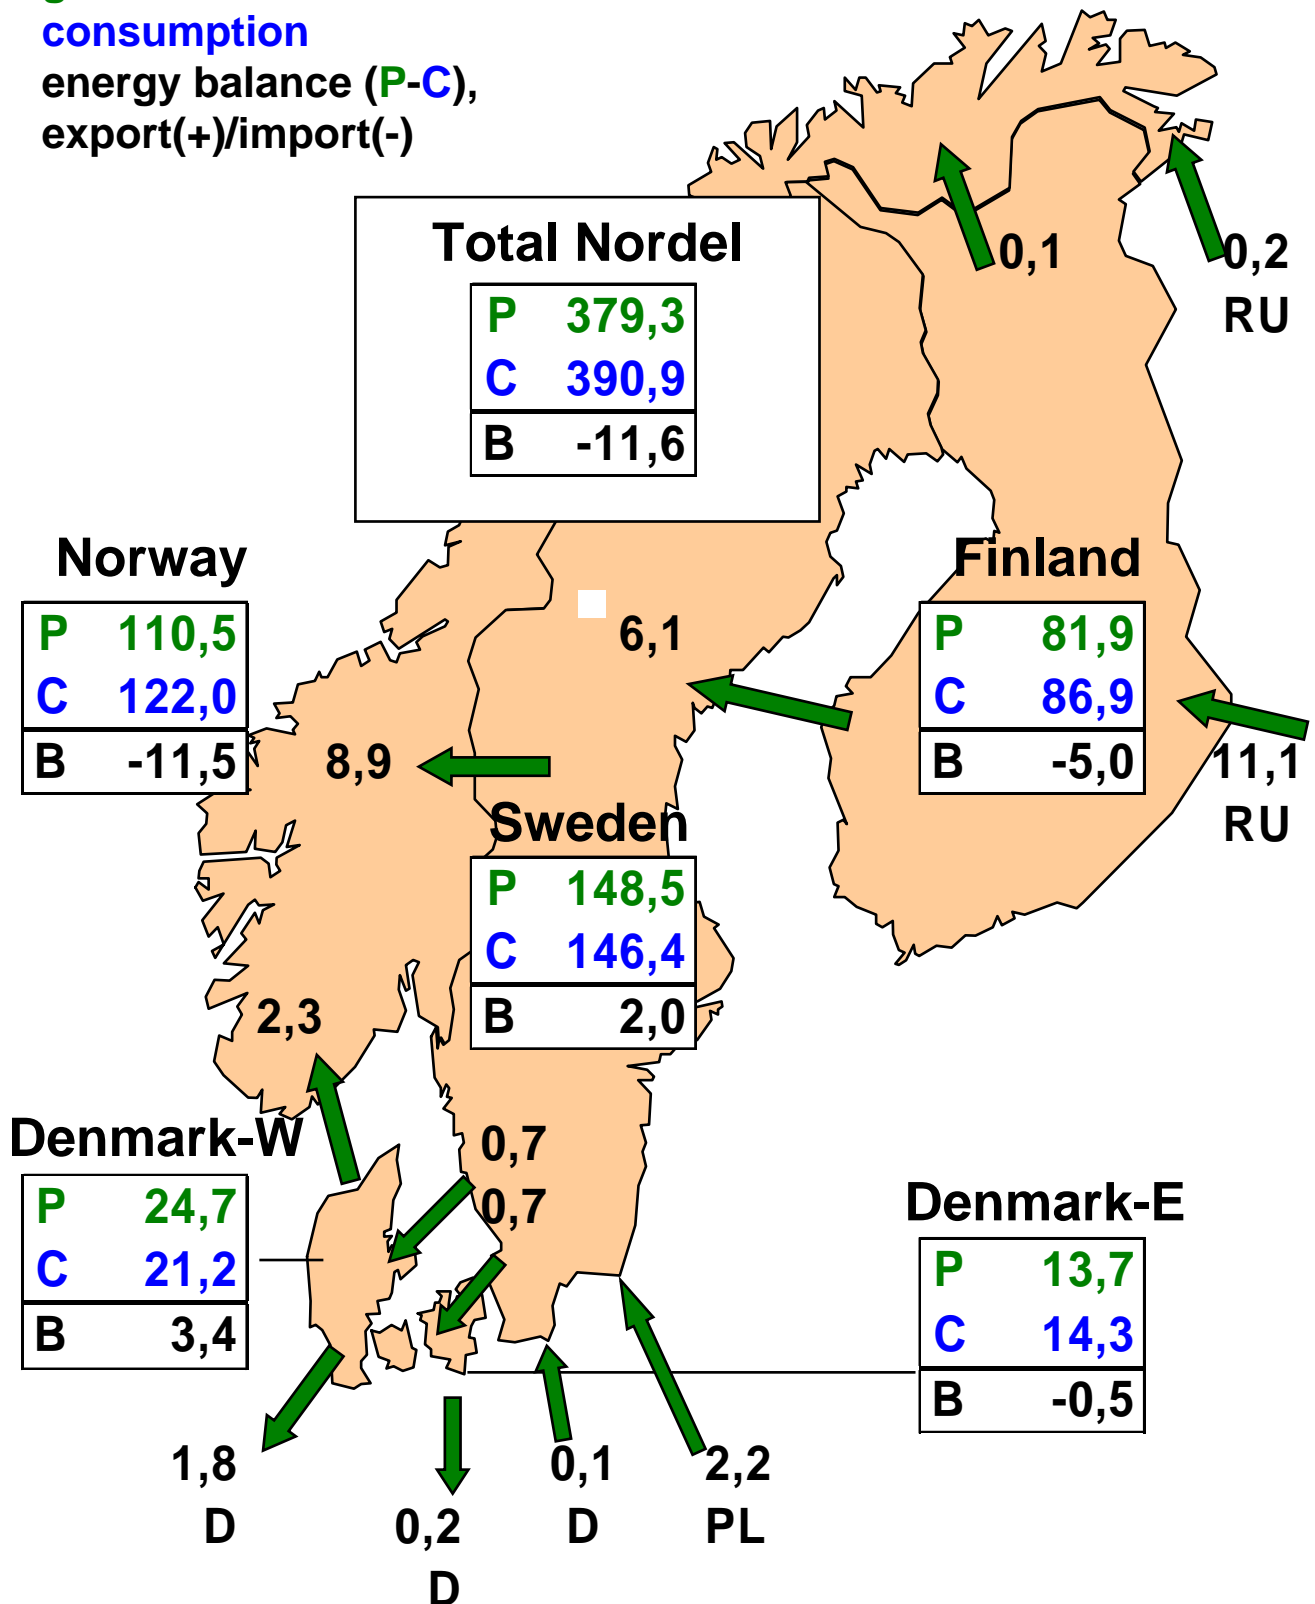 consumption
energy balance (P-C),
export(+)/import(-)
Total Nordel
P 379,3
C 390,9
B -11,6
0,1
0,2
RU
Norway
P 110,5
C 122,0
B -11,5
6,1
Finland
P 81,9
C 86,9
B -5,0
8,9
11,1
RU
Sweden
P 148,5
C 146,4
B 2,0
2,3
Denmark-W
P 24,7
C 21,2
B 3,4
0,7
0,7
Denmark-E
P 13,7
C 14,3
B -0,5
1,8
D
0,2
D
0,1
D
2,2
PL